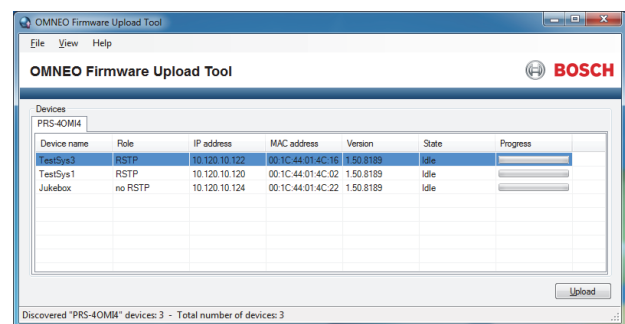 OMNEO Firmware Upload Tool
File View Help
OMNEO Firmware Upload Tool BOSCH
Devices
PRS-4OMI4
Device name Role IP address MAC address Version State Progress
TestSys3 RSTP 10.120.10.122 00:1C:44:01:4C:16 1.50.8189 Idle
TestSys1 RSTP 10.120.10.120 00:1C:44:01:4C:02 1.50.8189 Idle
Jukebox no RSTP 10.120.10.124 00:1C:44:01:4C:22 1.50.8189 Idle
Upload
Discovered "PRS-4OMI4" devices: 3 - Total number of devices: 3